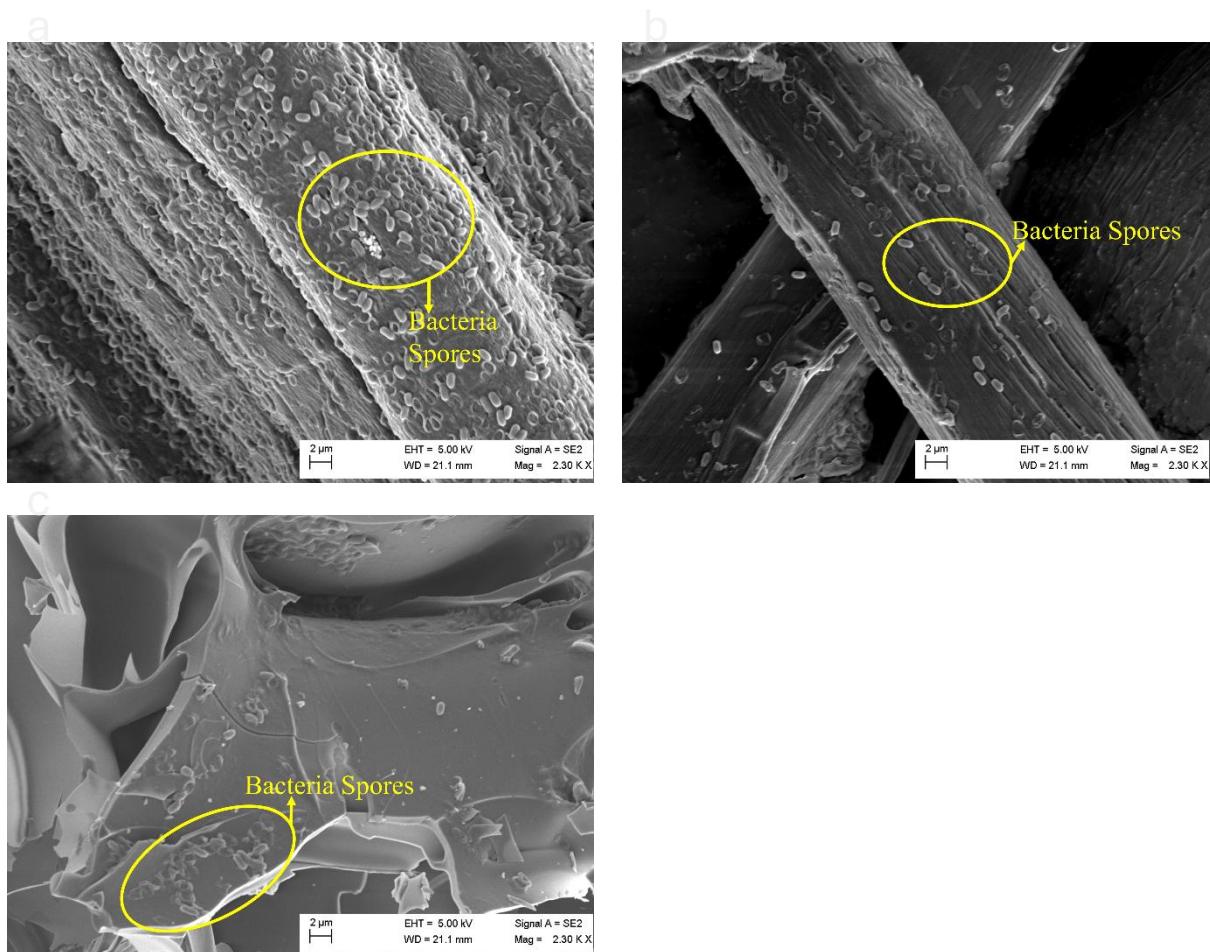 a
Bacteria
Spores
2 µm
EHT = 5.00 kV
Signal A = SE2
WD = 21.1 mm
Mag = 2.30 K X
b
Bacteria Spores
2 µm
EHT = 5.00 kV
Signal A = SE2
WD = 21.1 mm
Mag = 2.30 K X
c
Bacteria Spores
2 µm
EHT = 5.00 kV
Signal A = SE2
WD = 21.1 mm
Mag = 2.30 K X